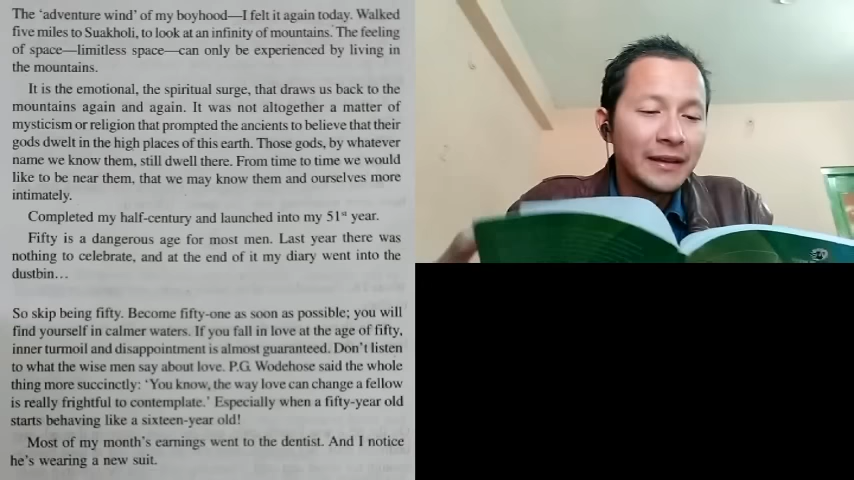 The 'adventure wind' of my boyhood—I felt it again today. Walked
five miles to Suakholi, to look at an infinity of mountains. The feeling
of space—limitless space—can only be experienced by living in
the mountains.
It is the emotional, the spiritual surge, that draws us back to the
mountains again and again. It was not altogether a matter of
mysticism or religion that prompted the ancients to believe that their
gods dwelt in the high places of this earth. Those gods, by whatever
name we know them, still dwell there. From time to time we would
like to be near them, that we may know them and ourselves more
intimately.
Completed my half-century and launched into my 51st year.
Fifty is a dangerous age for most men. Last year there was
nothing to celebrate, and at the end of it my diary went into the
dustbin...
So skip being fifty. Become fifty-one as soon as possible; you will
find yourself in calmer waters. If you fall in love at the age of fifty,
inner turmoil and disappointment is almost guaranteed. Don't listen
to what the wise men say about love. P.G. Wodehose said the whole
thing more succinctly: 'You know, the way love can change a fellow
is really frightful to contemplate.' Especially when a fifty-year old
starts behaving like a sixteen-year old!
Most of my month's earnings went to the dentist. And I notice
he's wearing a new suit.